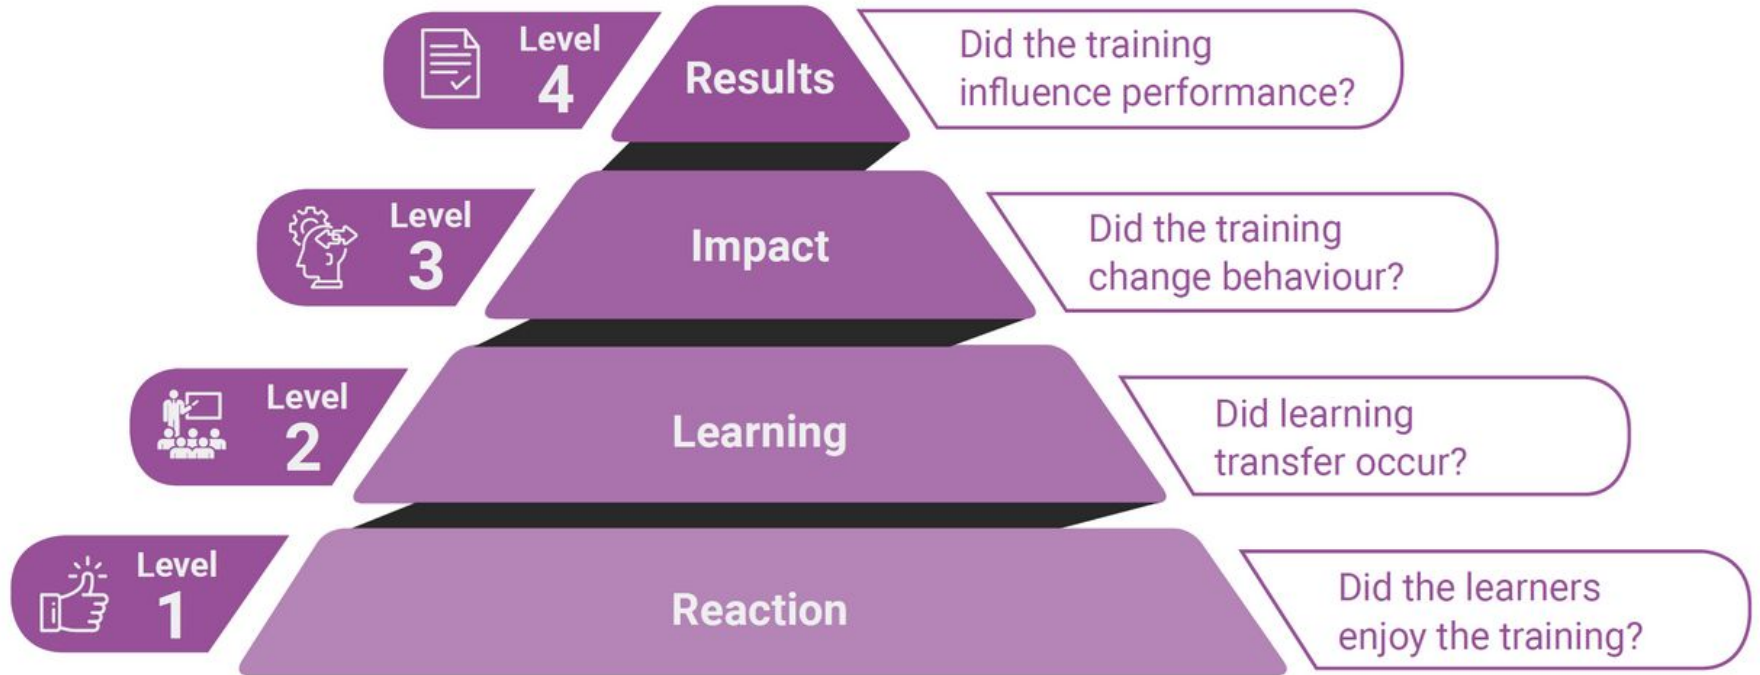 Level
4
Results
Did the training
influence performance?
Level
3
Impact
Did the training
change behaviour?
Level
2
Learning
Did learning
transfer occur?
Level
1
Reaction
Did the learners
enjoy the training?